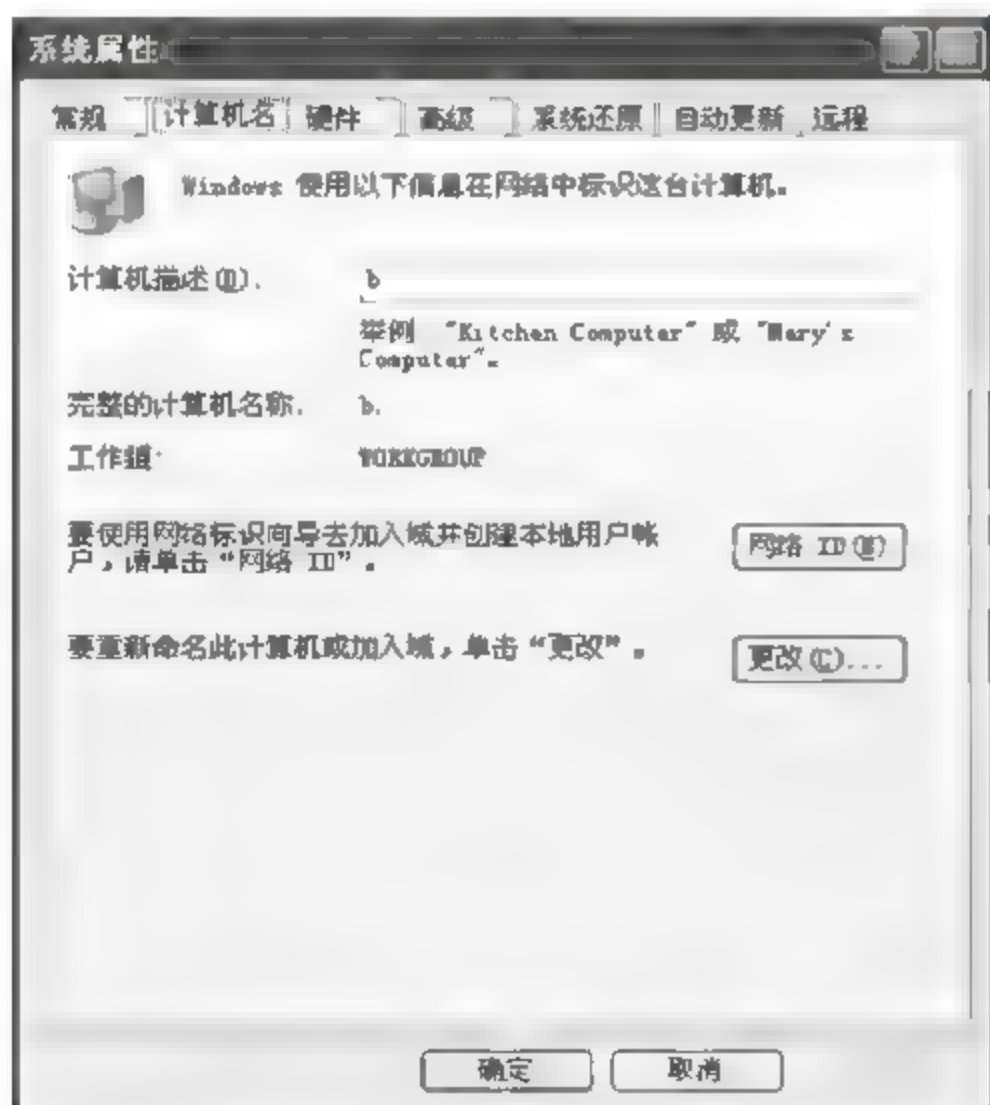 系统属性
常规 计算机名 硬件 高级 系统还原 自动更新 远程
Windows 使用以下信息在网络中标识这台计算机。
计算机描述(D): b
举例: "Kitchen Computer" 或 "Mary's
Computer"。
完整的计算机名称: b.
工作组: WORKGROUP
要使用网络标识向导去加入域并创建本地用户帐
户，请单击“网络 ID”。
网络 ID(N)
要重新命名此计算机或加入域，单击“更改”。
更改(C)...
确定 取消